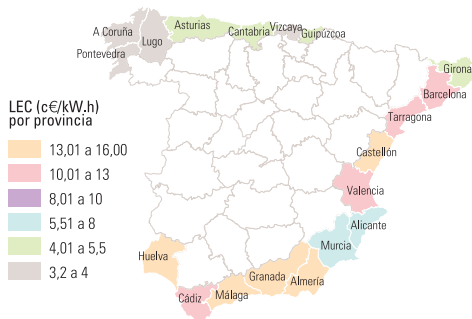 A Coruña
Lugo
Pontevedra
Asturias
Cantabria
Vizcaya
Guipúzcoa
Girona
Barcelona
Tarragona
Castellón
Valencia
Alicante
Murcia
Almería
Granada
Málaga
Cádiz
Huelva
LEC (c€/kW.h)
por provincia
13,01 a 16,00
10,01 a 13
8,01 a 10
5,51 a 8
4,01 a 5,5
3,2 a 4